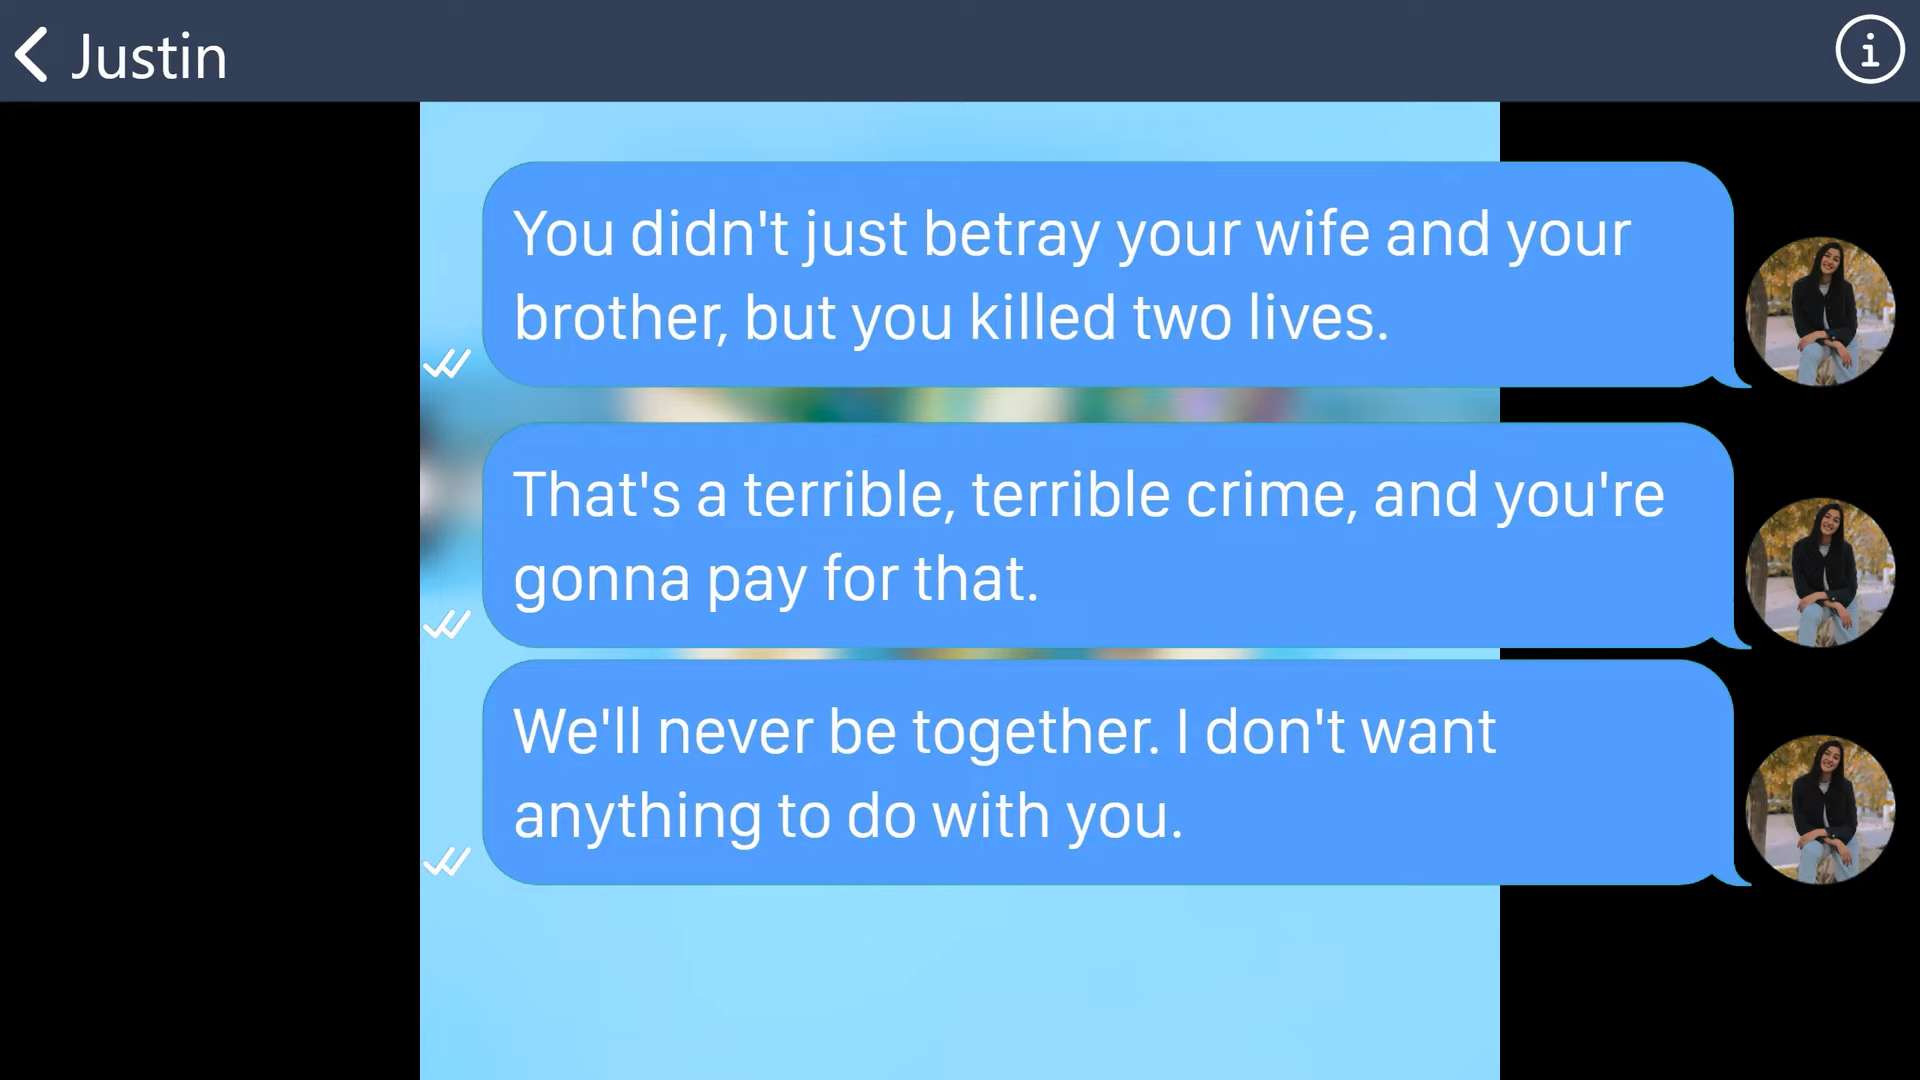 Justin
You didn't just betray your wife and your
brother, but you killed two lives.
That's a terrible, terrible crime, and you're
gonna pay for that.
We'll never be together. I don't want
anything to do with you.